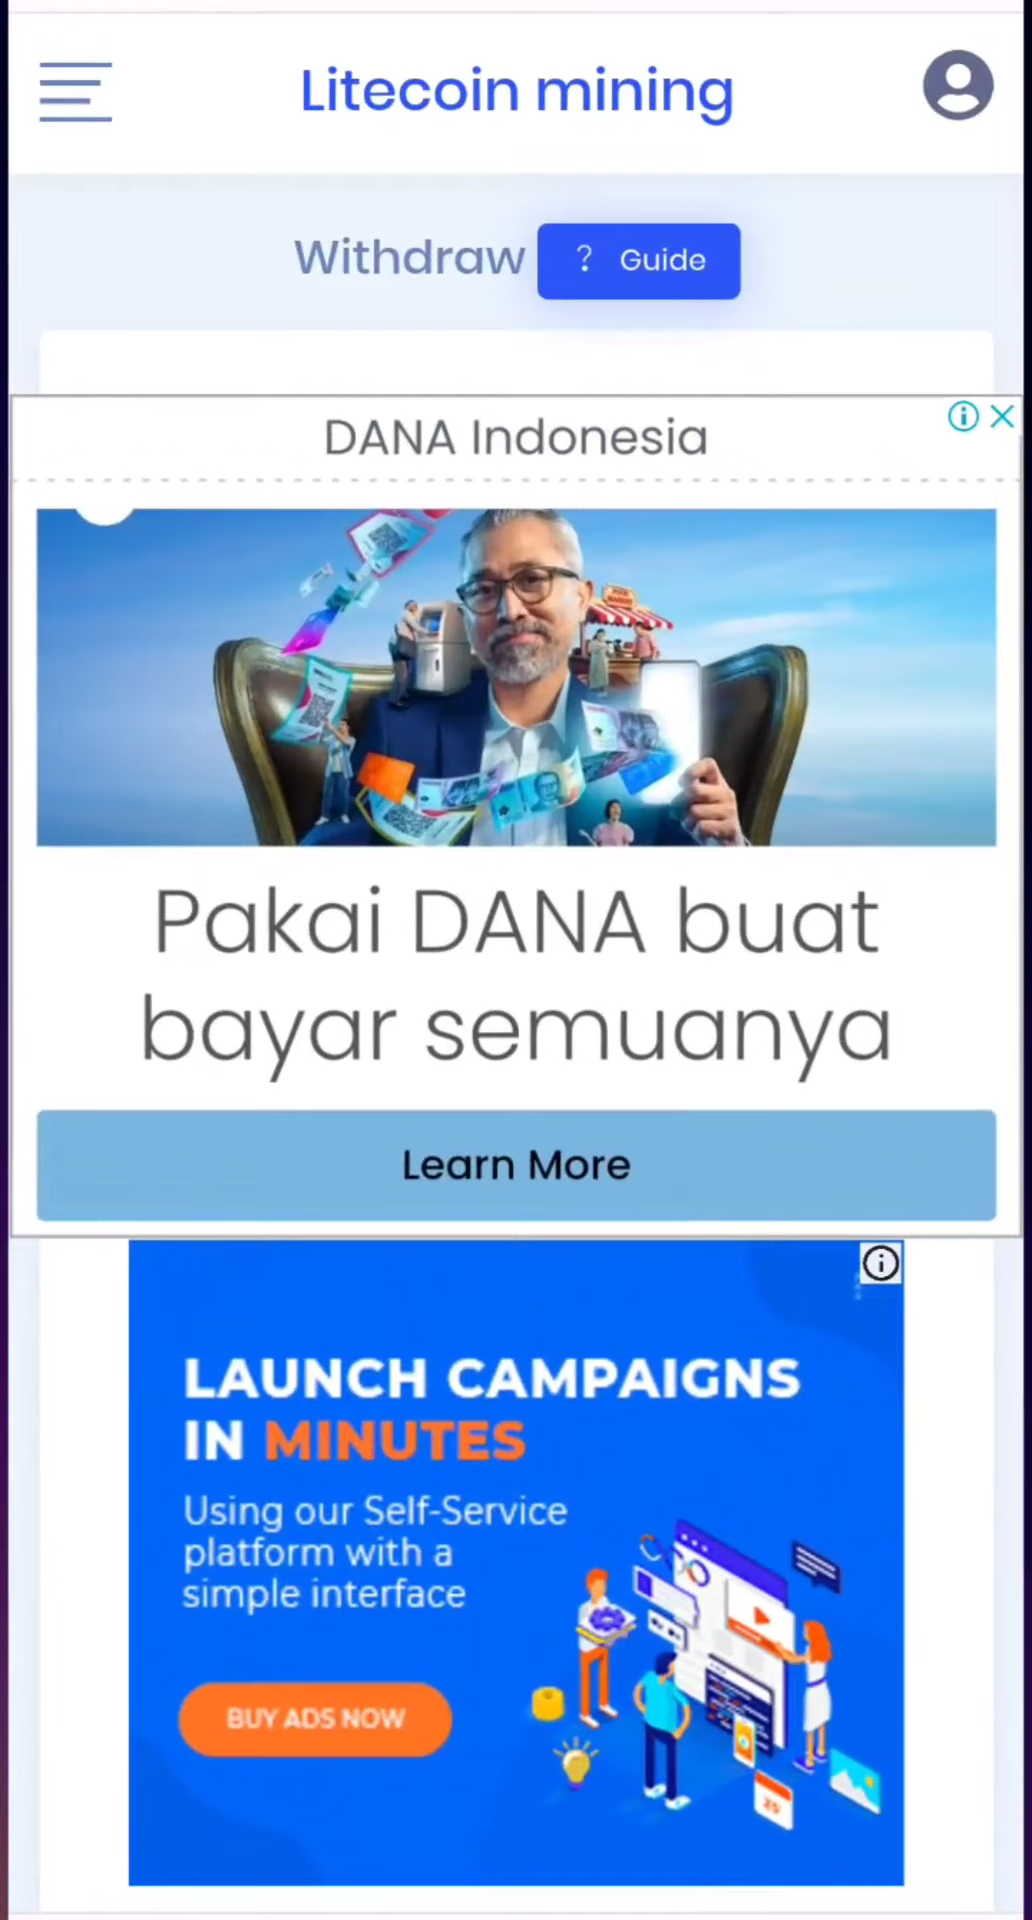 Litecoin mining
Withdraw
? Guide
DANA Indonesia
Pakai DANA buat
bayar semuanya
Learn More
LAUNCH CAMPAIGNS
IN MINUTES
Using our Self-Service
platform with a
simple interface
BUY ADS NOW